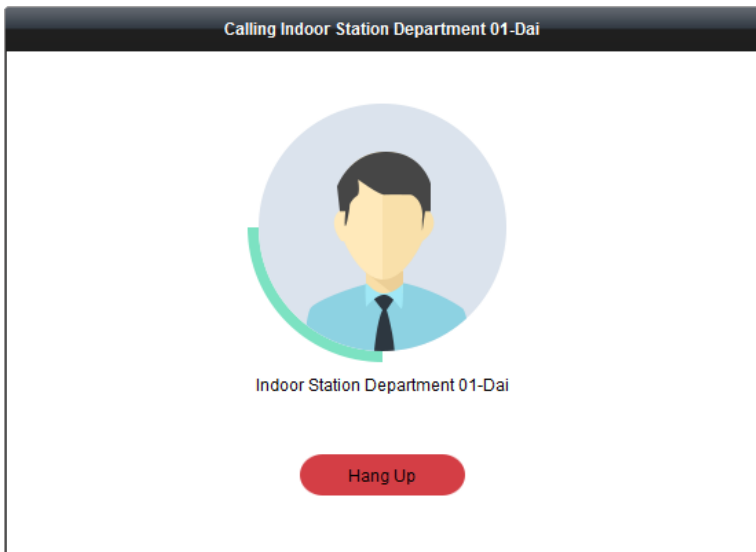 Calling Indoor Station Department 01-Dai
Indoor Station Department 01-Dai
Hang Up